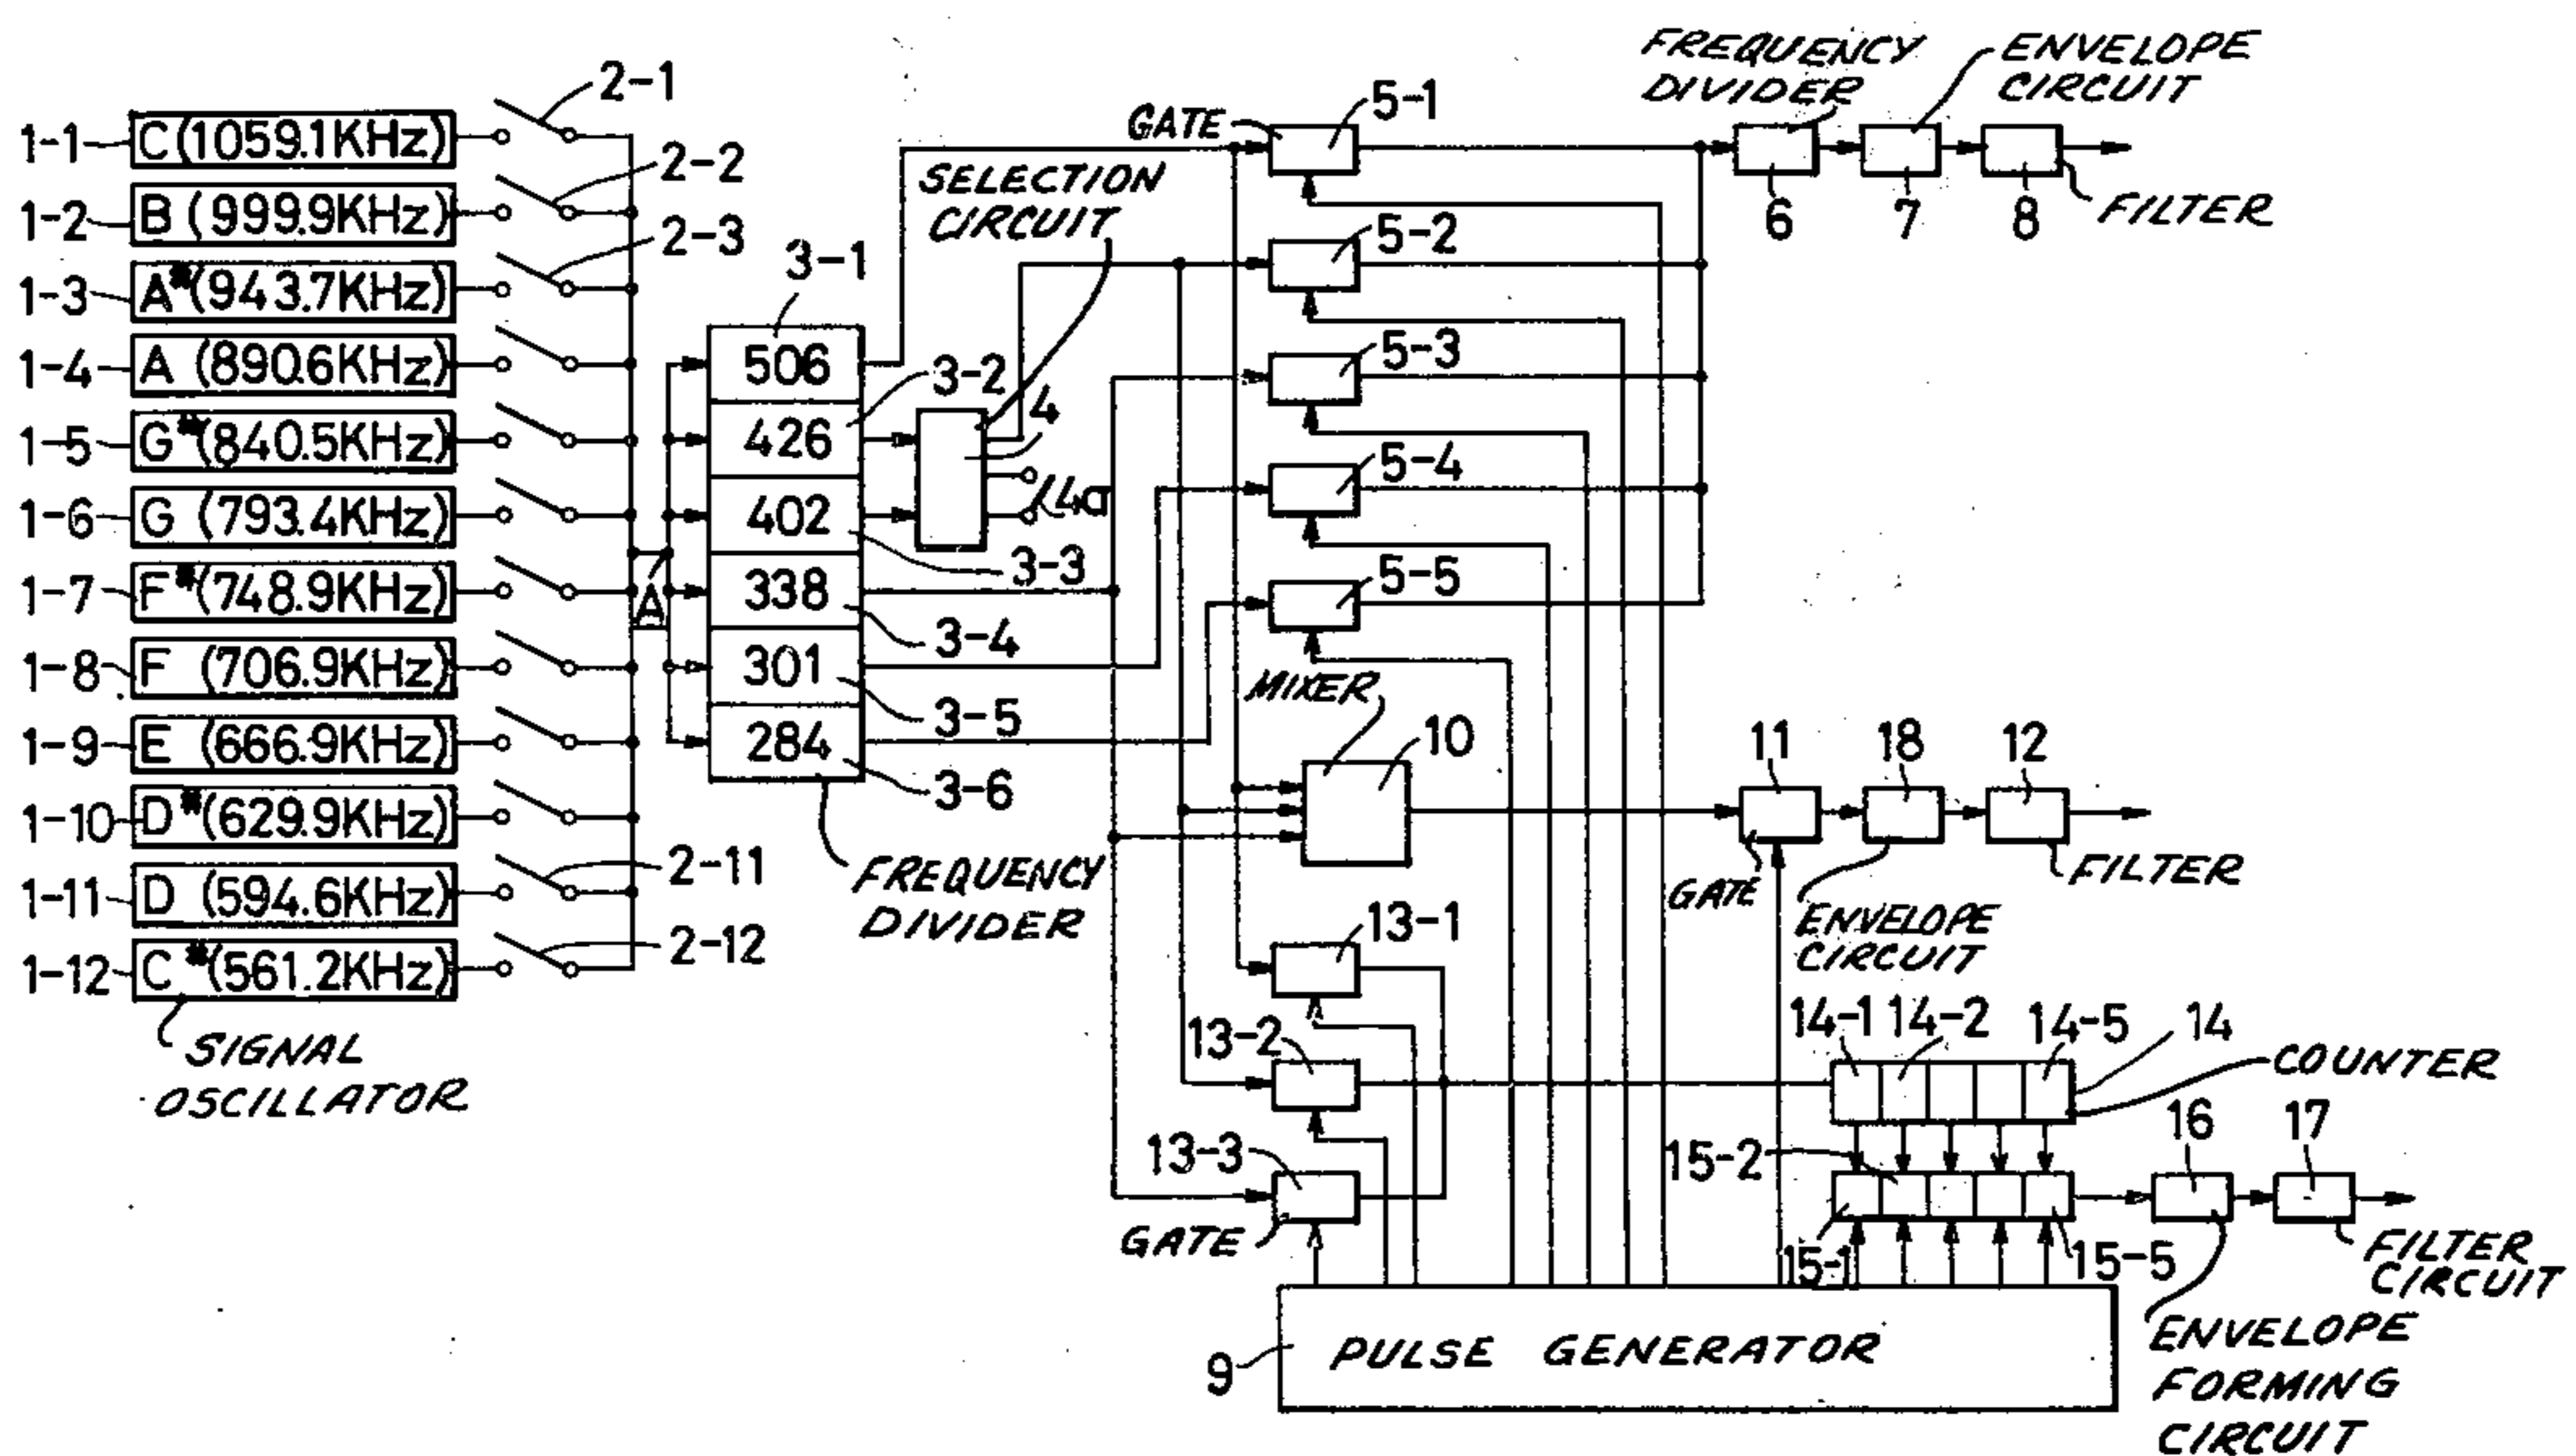 1-1 C (1059.1KHz) 2-1
1-2 B (999.9KHz) 2-2
1-3 A# (943.7KHz) 2-3
1-4 A (890.6KHz)
1-5 G# (840.5KHz)
1-6 G (793.4KHz)
1-7 F# (748.9KHz)
1-8 F (706.9KHz)
1-9 E (666.9KHz)
1-10 D# (629.9KHz)
1-11 D (594.6KHz) 2-11
1-12 C# (561.2KHz) 2-12
SIGNAL
OSCILLATOR
A
3-1
506
426 3-2
402 3-3
338 3-4
301 3-5
284 3-6
FREQUENCY
DIVIDER
SELECTION
CIRCUIT
4
4a
GATE 5-1
5-2
5-3
5-4
5-5
FREQUENCY
DIVIDER
6
ENVELOPE
CIRCUIT
7
8
FILTER
MIXER
10
11
GATE
18
ENVELOPE
CIRCUIT
12
FILTER
13-1
13-2
13-3
GATE
14-1 14-2 14-5 14
COUNTER
15-2
15-1
15-5
16
17
FILTER
CIRCUIT
ENVELOPE
FORMING
CIRCUIT
9 PULSE GENERATOR